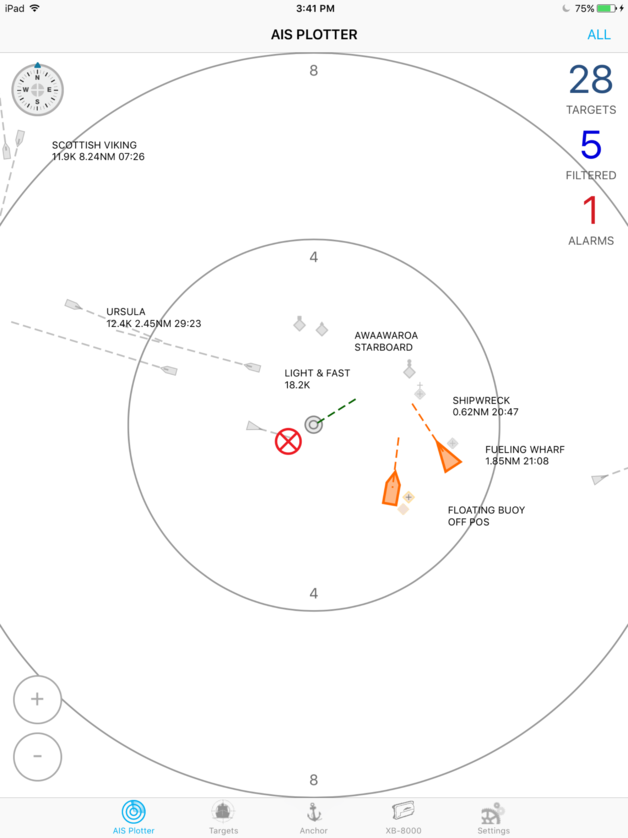 iPad 3:41 PM 75%
AIS PLOTTER
ALL
8
N
W E
S
28
TARGETS
5
FILTERED
1
ALARMS
SCOTTISH VIKING
11.9K 8.24NM 07:26
4
URSULA
12.4K 2.45NM 29:23
AWAAWAROA
STARBOARD
LIGHT & FAST
18.2K
SHIPWRECK
0.62NM 20:47
FUELING WHARF
1.85NM 21:08
FLOATING BUOY
OFF POS
4
+
-
8
AIS Plotter Targets Anchor XB-8000 Settings